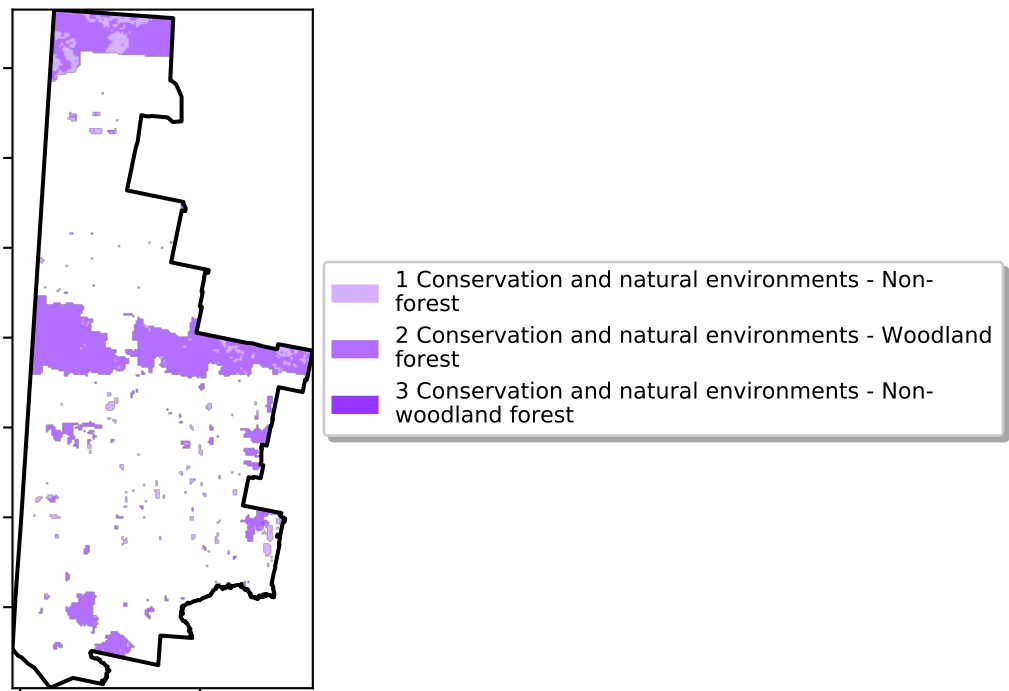 1 Conservation and natural environments - Non-
forest
2 Conservation and natural environments - Woodland
forest
3 Conservation and natural environments - Non-
woodland forest